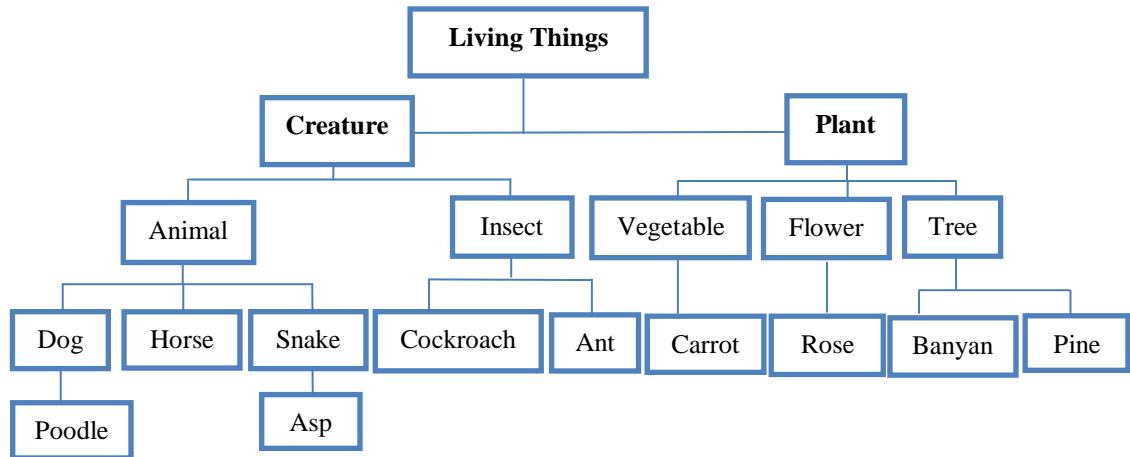 Living Things
Creature
Plant
Animal
Insect
Vegetable
Flower
Tree
Dog
Horse
Snake
Cockroach
Ant
Carrot
Rose
Banyan
Pine
Poodle
Asp